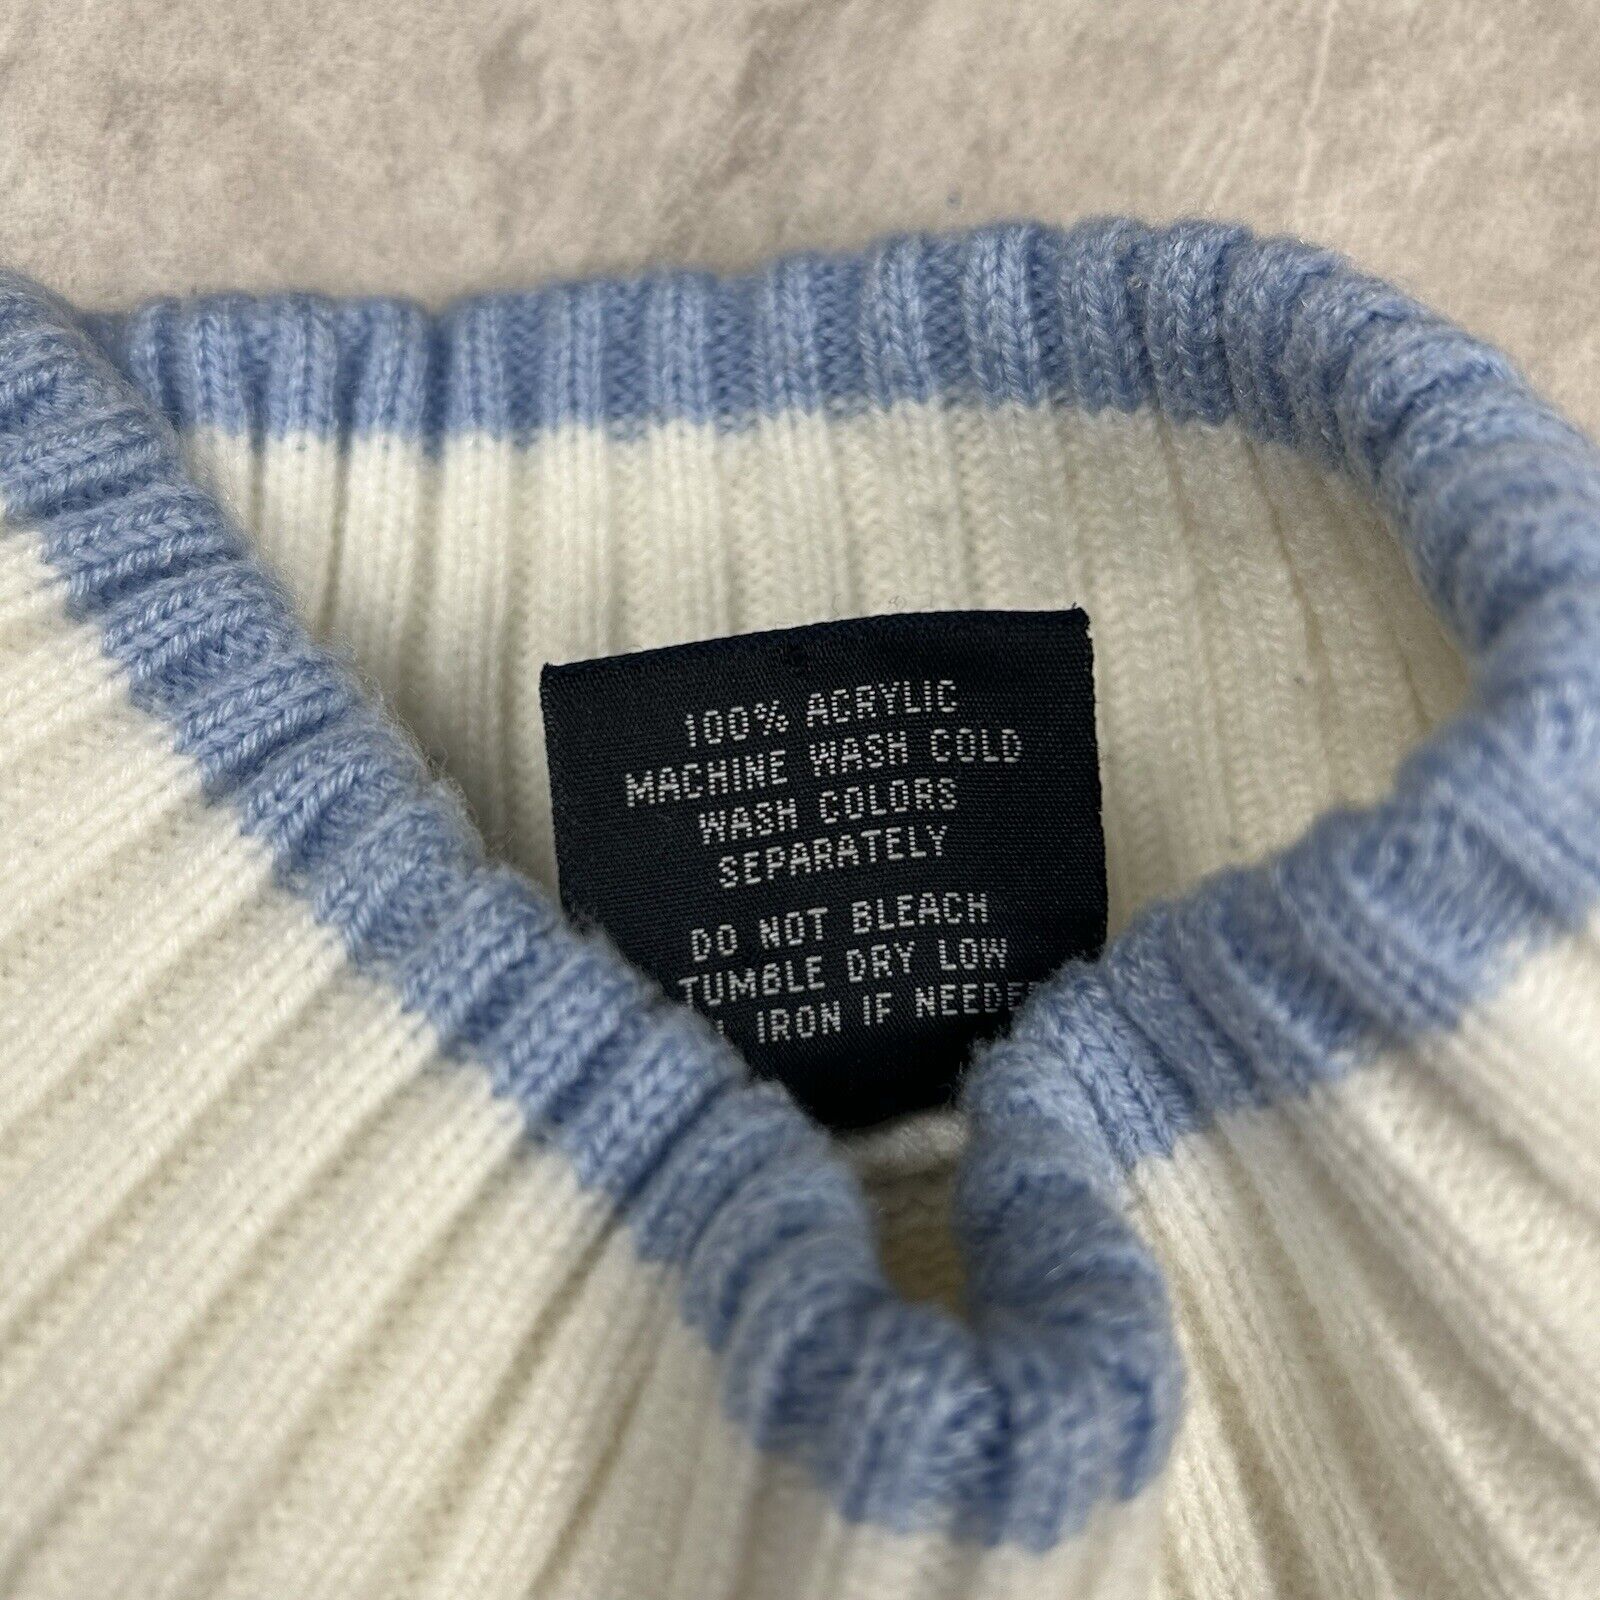 100% ACRYLIC
MACHINE WASH COLD
WASH COLORS
SEPARATELY
DO NOT BLEACH
TUMBLE DRY LOW
IRON IF NEEDE